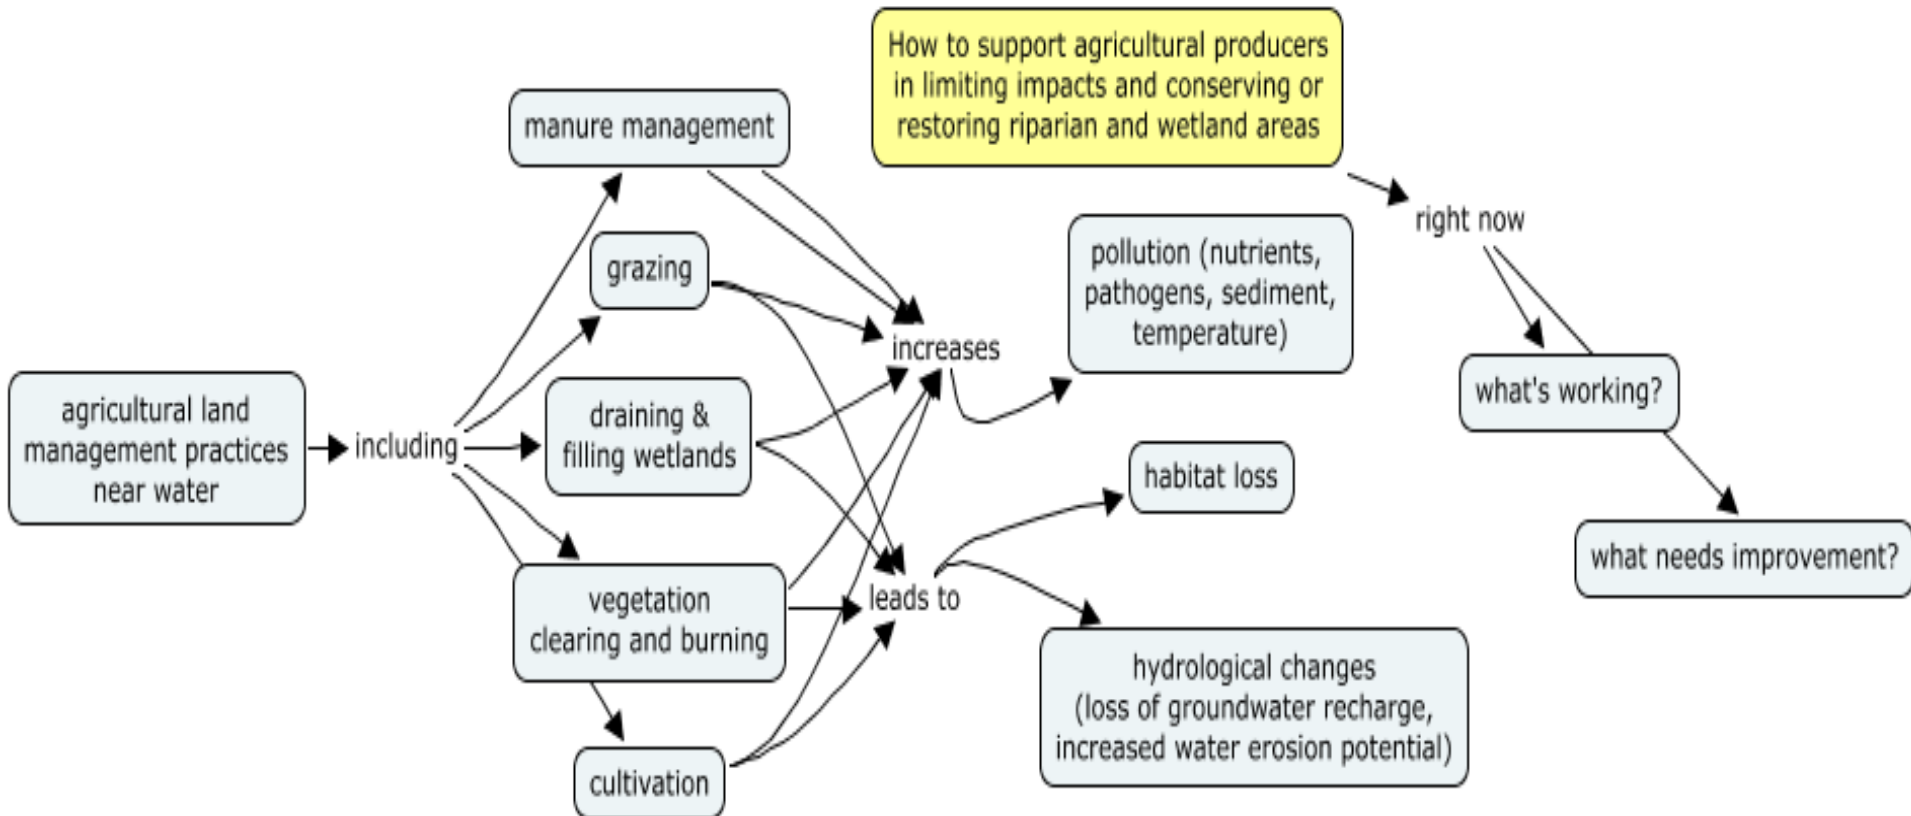 How to support agricultural producers
in limiting impacts and conserving or
restoring riparian and wetland areas
manure management
right now
grazing
pollution (nutrients,
pathogens, sediment,
temperature)
increases
what's working?
agricultural land
management practices
near water
including
draining &
filling wetlands
habitat loss
what needs improvement?
vegetation
clearing and burning
leads to
hydrological changes
(loss of groundwater recharge,
increased water erosion potential)
cultivation